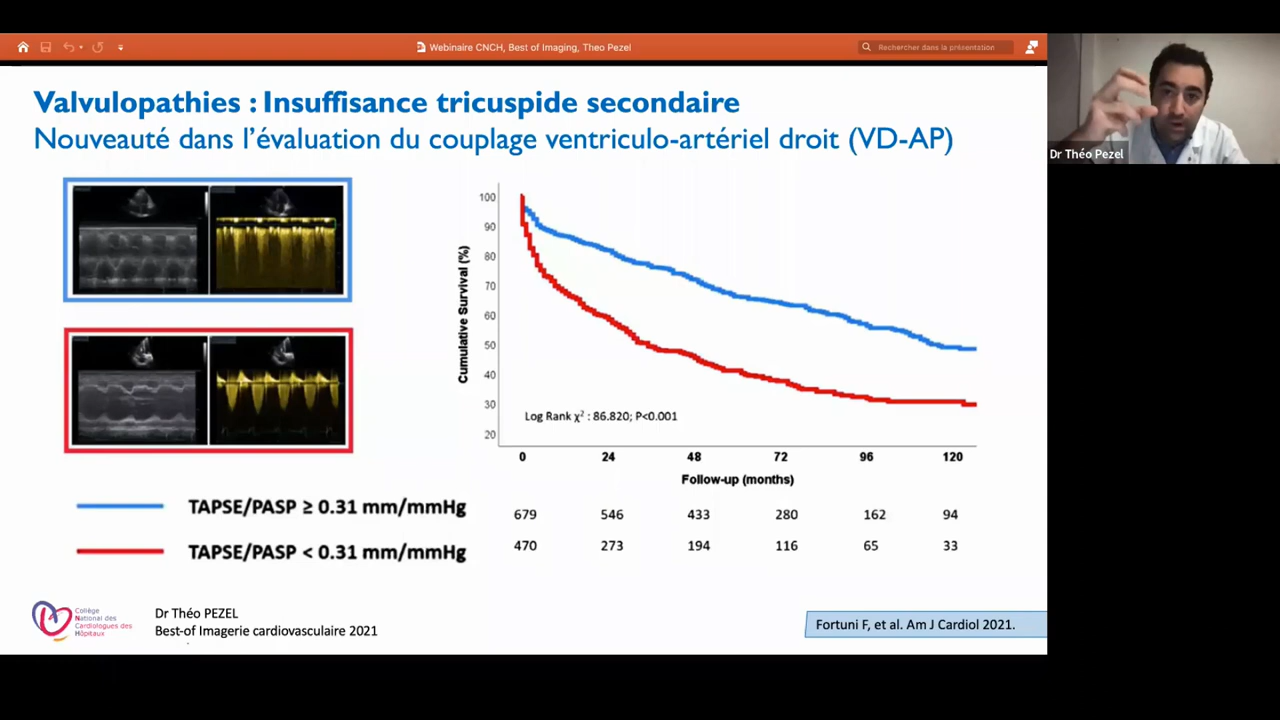 Webinaire CNCH, Best of Imaging, Theo Pezel
Rechercher dans la présentation
Valvulopathies : Insuffisance tricuspide secondaire
Nouveauté dans l’évaluation du couplage ventriculo-artériel droit (VD-AP)
Dr Théo Pezel
Cumulative Survival (%)
100
90
80
70
60
50
40
30
20
Log Rank χ² : 86.820; P<0.001
0 24 48 72 96 120
Follow-up (months)
TAPSE/PASP ≥ 0.31 mm/mmHg
679 546 433 280 162 94
TAPSE/PASP < 0.31 mm/mmHg
470 273 194 116 65 33
Collège
National des
Cardiologues des
Hôpitaux
Dr Théo PEZEL
Best-of Imagerie cardiovasculaire 2021
Fortuni F, et al. Am J Cardiol 2021.